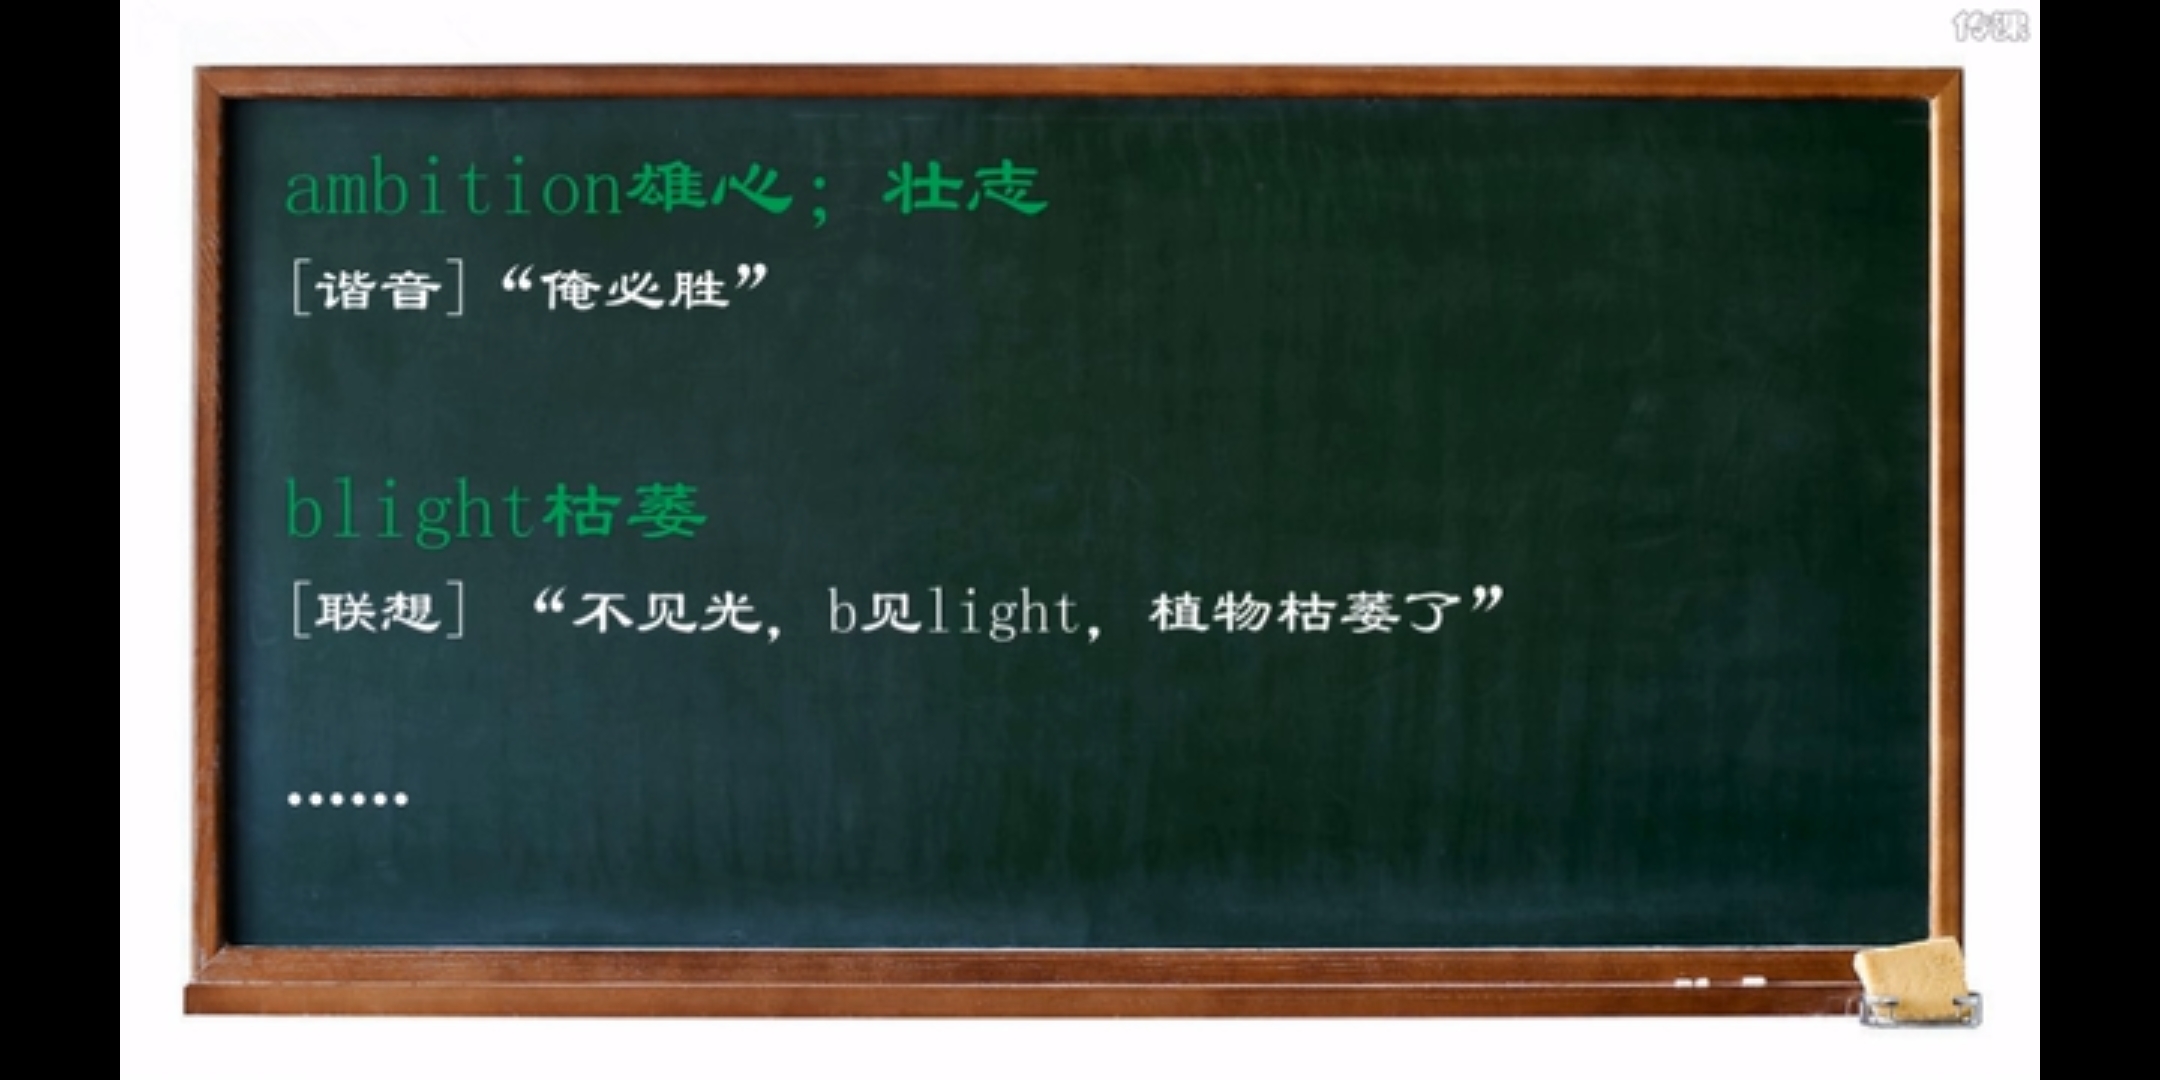 传课
ambition雄心；壮志
[谐音]“俺必胜”
blight枯萎
[联想] “不见光，b见light，植物枯萎了”
······